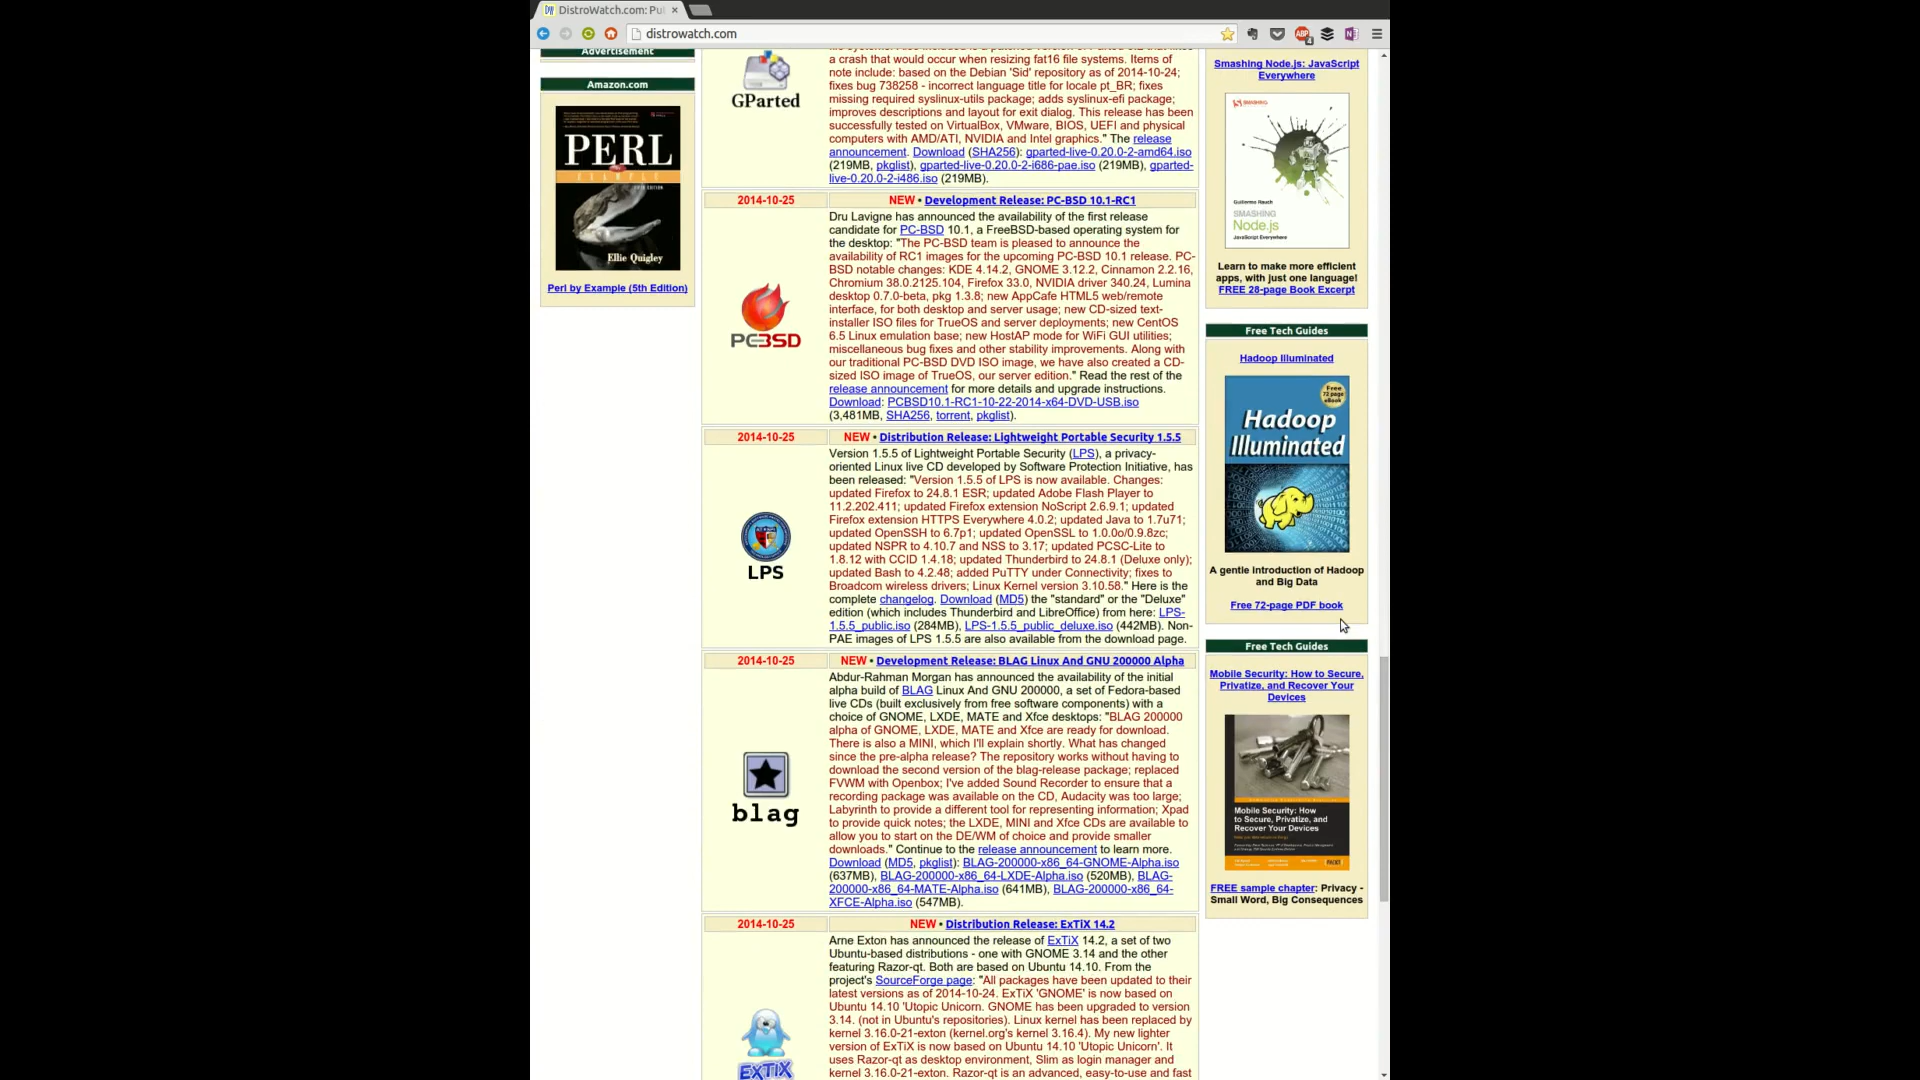 DistroWatch.com: Pu
distrowatch.com
Advertisement
Amazon.com
PERL
EXAMPLE
Ellie Quigley
Perl by Example (5th Edition)
GParted
a crash that would occur when resizing fat16 file systems. Items of
note include: based on the Debian 'Sid' repository as of 2014-10-24;
fixes bug 738258 - incorrect language title for locale pt_BR; fixes
missing required syslinux-utils package; adds syslinux-efi package;
improves descriptions and layout for exit dialog. This release has been
successfully tested on VirtualBox, VMware, BIOS, UEFI and physical
computers with AMD/ATI, NVIDIA and Intel graphics." The release
announcement. Download (SHA256): gparted-live-0.20.0-2-amd64.iso
(219MB, pkglist), gparted-live-0.20.0-2-i686-pae.iso (219MB), gparted-
live-0.20.0-2-i486.iso (219MB).
2014-10-25
NEW • Development Release: PC-BSD 10.1-RC1
PCBSD
Dru Lavigne has announced the availability of the first release
candidate for PC-BSD 10.1, a FreeBSD-based operating system for
the desktop: "The PC-BSD team is pleased to announce the
availability of RC1 images for the upcoming PC-BSD 10.1 release. PC-
BSD notable changes: KDE 4.14.2, GNOME 3.12.2, Cinnamon 2.2.16,
Chromium 38.0.2125.104, Firefox 33.0, NVIDIA driver 340.24, Lumina
desktop 0.7.0-beta, pkg 1.3.8; new AppCafe HTML5 web/remote
interface, for both desktop and server usage; new CD-sized text-
installer ISO files for TrueOS and server deployments; new CentOS
6.5 Linux emulation base; new HostAP mode for WiFi GUI utilities;
miscellaneous bug fixes and other stability improvements. Along with
our traditional PC-BSD DVD ISO image, we have also created a CD-
sized ISO image of TrueOS, our server edition." Read the rest of the
release announcement for more details and upgrade instructions.
Download: PCBSD10.1-RC1-10-22-2014-x64-DVD-USB.iso
(3,481MB, SHA256, torrent, pkglist).
2014-10-25
NEW • Distribution Release: Lightweight Portable Security 1.5.5
LPS
Version 1.5.5 of Lightweight Portable Security (LPS), a privacy-
oriented Linux live CD developed by Software Protection Initiative, has
been released: "Version 1.5.5 of LPS is now available. Changes:
updated Firefox to 24.8.1 ESR; updated Adobe Flash Player to
11.2.202.411; updated Firefox extension NoScript 2.6.9.1; updated
Firefox extension HTTPS Everywhere 4.0.2; updated Java to 1.7u71;
updated OpenSSH to 6.7p1; updated OpenSSL to 1.0.0o/0.9.8zc;
updated NSPR to 4.10.7 and NSS to 3.17; updated PCSC-Lite to
1.8.12 with CCID 1.4.18; updated Thunderbird to 24.8.1 (Deluxe only);
updated Bash to 4.2.48; added PuTTY under Connectivity; fixes to
Broadcom wireless drivers; Linux Kernel version 3.10.58." Here is the
complete changelog. Download (MD5) the "standard" or the "Deluxe"
edition (which includes Thunderbird and LibreOffice) from here: LPS-
1.5.5_public.iso (284MB), LPS-1.5.5_public_deluxe.iso (442MB). Non-
PAE images of LPS 1.5.5 are also available from the download page.
2014-10-25
NEW • Development Release: BLAG Linux And GNU 200000 Alpha
blag
Abdur-Rahman Morgan has announced the availability of the initial
alpha build of BLAG Linux And GNU 200000, a set of Fedora-based
live CDs (built exclusively from free software components) with a
choice of GNOME, LXDE, MATE and Xfce desktops: "BLAG 200000
alpha of GNOME, LXDE, MATE and Xfce are ready for download.
There is also a MINI, which I'll explain shortly. What has changed
since the pre-alpha release? The repository works without having to
download the second version of the blag-release package; replaced
FVWM with Openbox; I've added Sound Recorder to ensure that a
recording package was available on the CD, Audacity was too large;
Labyrinth to provide a different tool for representing information; Xpad
to provide quick notes; the LXDE, MINI and Xfce CDs are available to
allow you to start on the DE/WM of choice and provide smaller
downloads." Continue to the release announcement to learn more.
Download (MD5, pkglist): BLAG-200000-x86_64-GNOME-Alpha.iso
(637MB), BLAG-200000-x86_64-LXDE-Alpha.iso (520MB), BLAG-
200000-x86_64-MATE-Alpha.iso (641MB), BLAG-200000-x86_64-
XFCE-Alpha.iso (547MB).
2014-10-25
NEW • Distribution Release: ExTiX 14.2
EXTIX
Arne Exton has announced the release of ExTiX 14.2, a set of two
Ubuntu-based distributions - one with GNOME 3.14 and the other
featuring Razor-qt. Both are based on Ubuntu 14.10. From the
project's SourceForge page: "All packages have been updated to their
latest versions as of 2014-10-24. ExTiX 'GNOME' is now based on
Ubuntu 14.10 'Utopic Unicorn. GNOME has been upgraded to version
3.14. (not in Ubuntu's repositories). Linux kernel has been replaced by
kernel 3.16.0-21-exton (kernel.org's kernel 3.16.4). My new lighter
version of ExTiX is now based on Ubuntu 14.10 'Utopic Unicorn'. It
uses Razor-qt as desktop environment, Slim as login manager and
kernel 3.16.0-21-exton. Razor-qt is an advanced, easy-to-use and fast
Smashing Node.js: JavaScript
Everywhere
SMASHING
Guillermo Rauch
SMASHING
Node.js
JavaScript Everywhere
Learn to make more efficient
apps, with just one language!
FREE 28-page Book Excerpt
Free Tech Guides
Hadoop Illuminated
Free
72-page
eBook
Hadoop
Illuminated
A gentle introduction of Hadoop
and Big Data
Free 72-page PDF book
Free Tech Guides
Mobile Security: How to Secure,
Privatize, and Recover Your
Devices
Mobile Security: How
to Secure, Privatize, and
Recover Your Devices
PACKT
FREE sample chapter: Privacy -
Small Word, Big Consequences